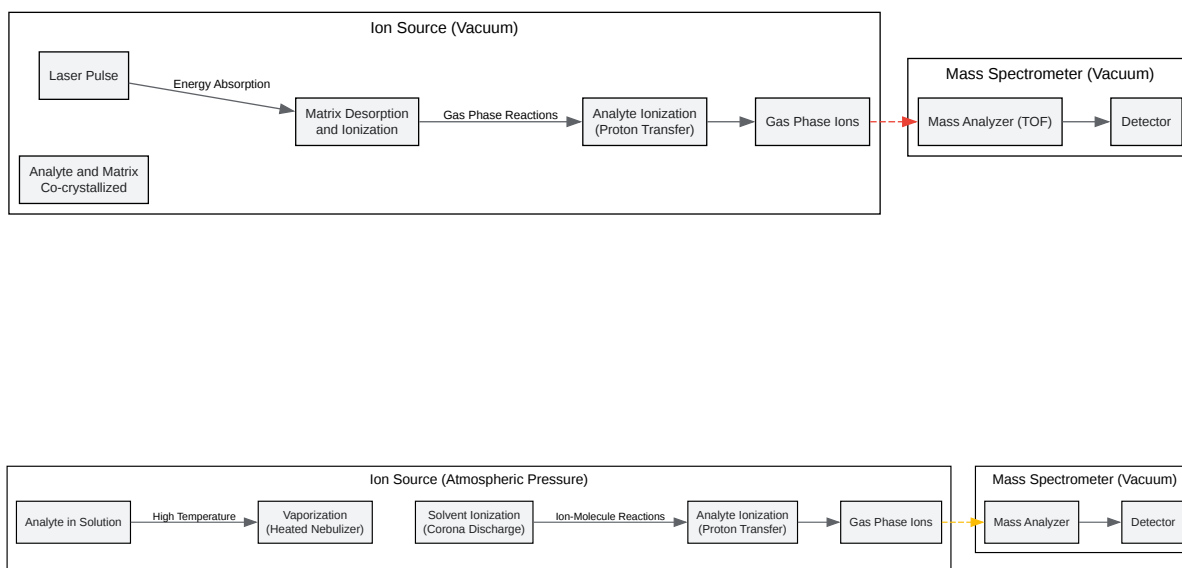 Ion Source (Vacuum)
Laser Pulse
Energy Absorption
Matrix Desorption
and Ionization
Gas Phase Reactions
Analyte Ionization
(Proton Transfer)
Gas Phase Ions
Analyte and Matrix
Co-crystallized
Mass Spectrometer (Vacuum)
Mass Analyzer (TOF)
Detector
Ion Source (Atmospheric Pressure)
Analyte in Solution
High Temperature
Vaporization
(Heated Nebulizer)
Solvent Ionization
(Corona Discharge)
Ion-Molecule Reactions
Analyte Ionization
(Proton Transfer)
Gas Phase Ions
Mass Spectrometer (Vacuum)
Mass Analyzer
Detector